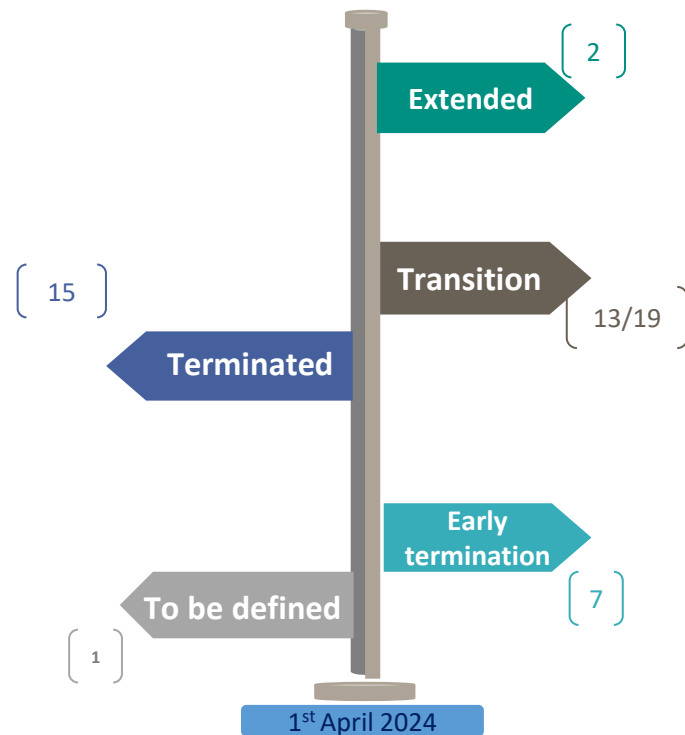 2
Extended
Transition
15
13/19
Terminated
Early
termination
To be defined
7
1
1st April 2024